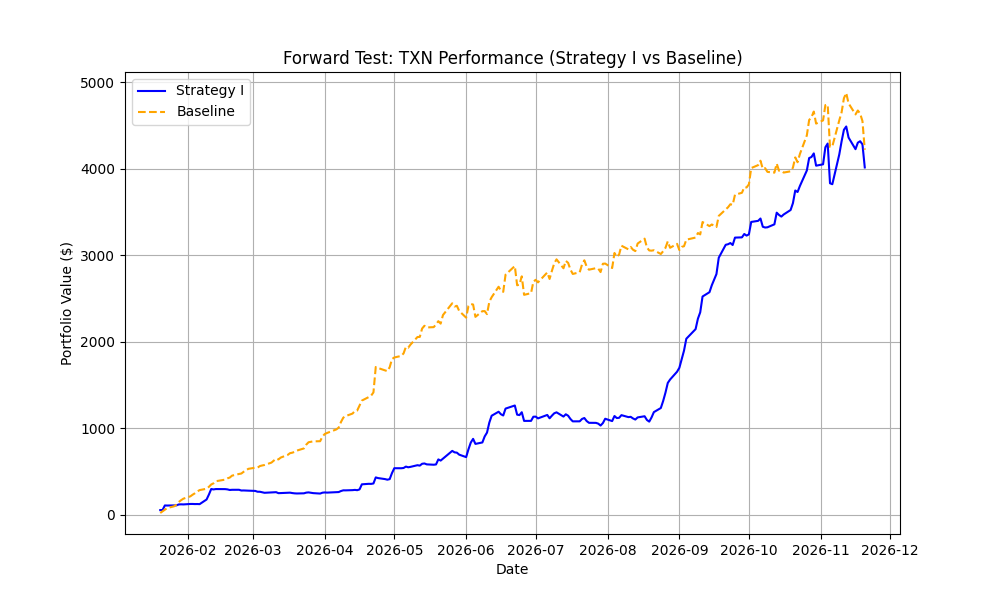 Forward Test: TXN Performance (Strategy I vs Baseline)
Strategy I
Baseline
Portfolio Value ($)
5000
4000
3000
2000
1000
0
2026-02 2026-03 2026-04 2026-05 2026-06 2026-07 2026-08 2026-09 2026-10 2026-11 2026-12
Date